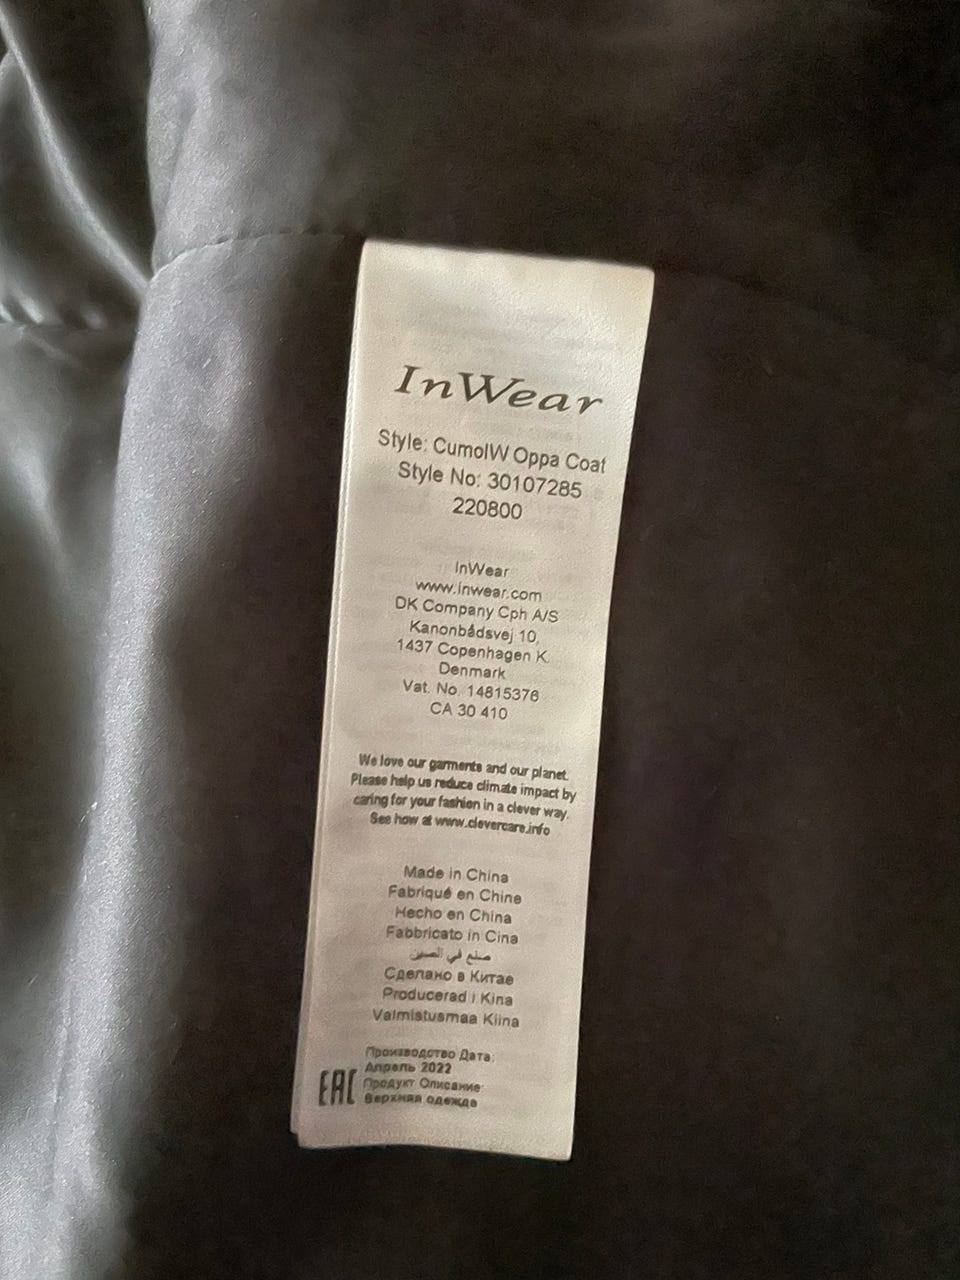 InWear
Style: CumolW Oppa Coat
Style No: 30107285
220800
InWear
www.inwear.com
DK Company Cph A/S
Kanonbådsvej 10,
1437 Copenhagen K
Denmark
Vat. No. 14815376
CA 30 410
We love our garments and our planet.
Please help us reduce climate impact by
caring for your fashion in a clever way.
See how at www.clevercare.info
Made in China
Fabriqué en Chine
Hecho en China
Fabbricato in Cina
صنع في الصين
Сделано в Китае
Producerad i Kina
Valmistusmaa Kiina
Производство Дата:
Апрель 2022
EAC Продукт Описание:
Верхняя одежда